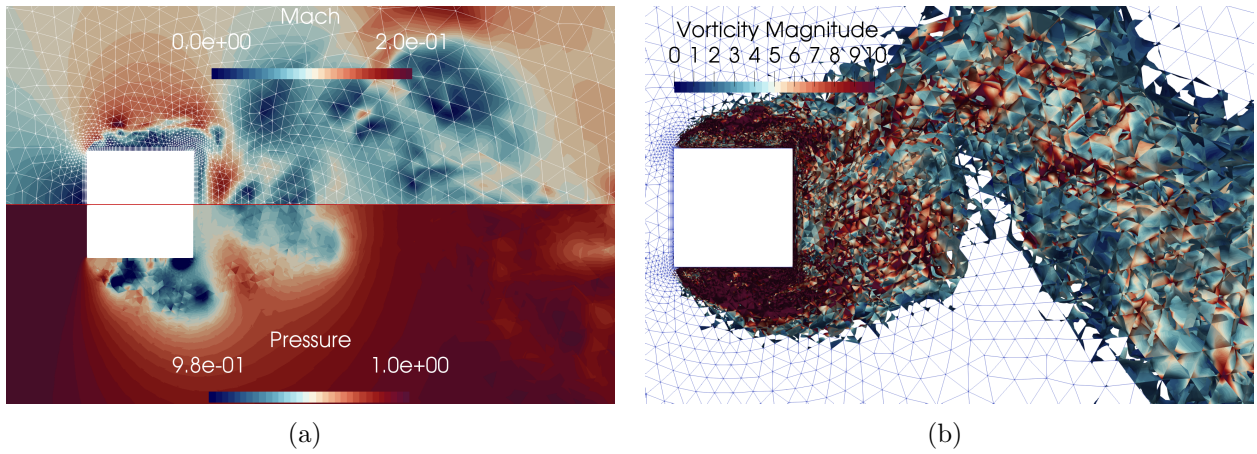 Mach
0.0e+00 2.0e-01
Pressure
9.8e-01 1.0e+00
(a)
Vorticity Magnitude
0 1 2 3 4 5 6 7 8 9 10
(b)